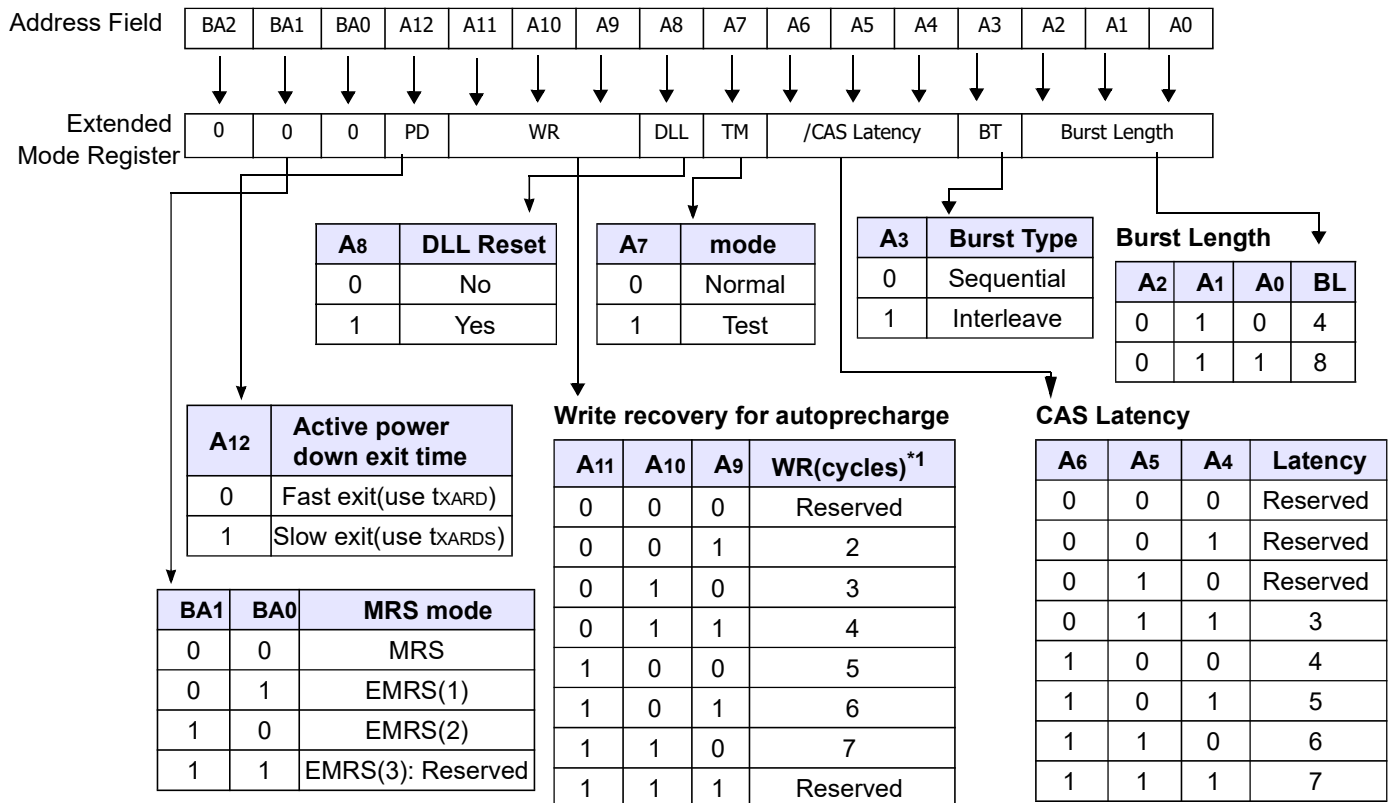 Address Field BA2 BA1 BA0 A12 A11 A10 A9 A8 A7 A6 A5 A4 A3 A2 A1 A0
Extended
Mode Register
0 0 0 PD WR DLL TM /CAS Latency BT Burst Length
A8 DLL Reset
0 No
1 Yes
A7 mode
0 Normal
1 Test
A3 Burst Type
0 Sequential
1 Interleave
Burst Length
A2 A1 A0 BL
0 1 0 4
0 1 1 8
A12 Active power
down exit time
0 Fast exit(use tXARD)
1 Slow exit(use tXARDS)
BA1 BA0 MRS mode
0 0 MRS
0 1 EMRS(1)
1 0 EMRS(2)
1 1 EMRS(3): Reserved
Write recovery for autoprecharge
A11 A10 A9 WR(cycles)*1
0 0 0 Reserved
0 0 1 2
0 1 0 3
0 1 1 4
1 0 0 5
1 0 1 6
1 1 0 7
1 1 1 Reserved
CAS Latency
A6 A5 A4 Latency
0 0 0 Reserved
0 0 1 Reserved
0 1 0 Reserved
0 1 1 3
1 0 0 4
1 0 1 5
1 1 0 6
1 1 1 7